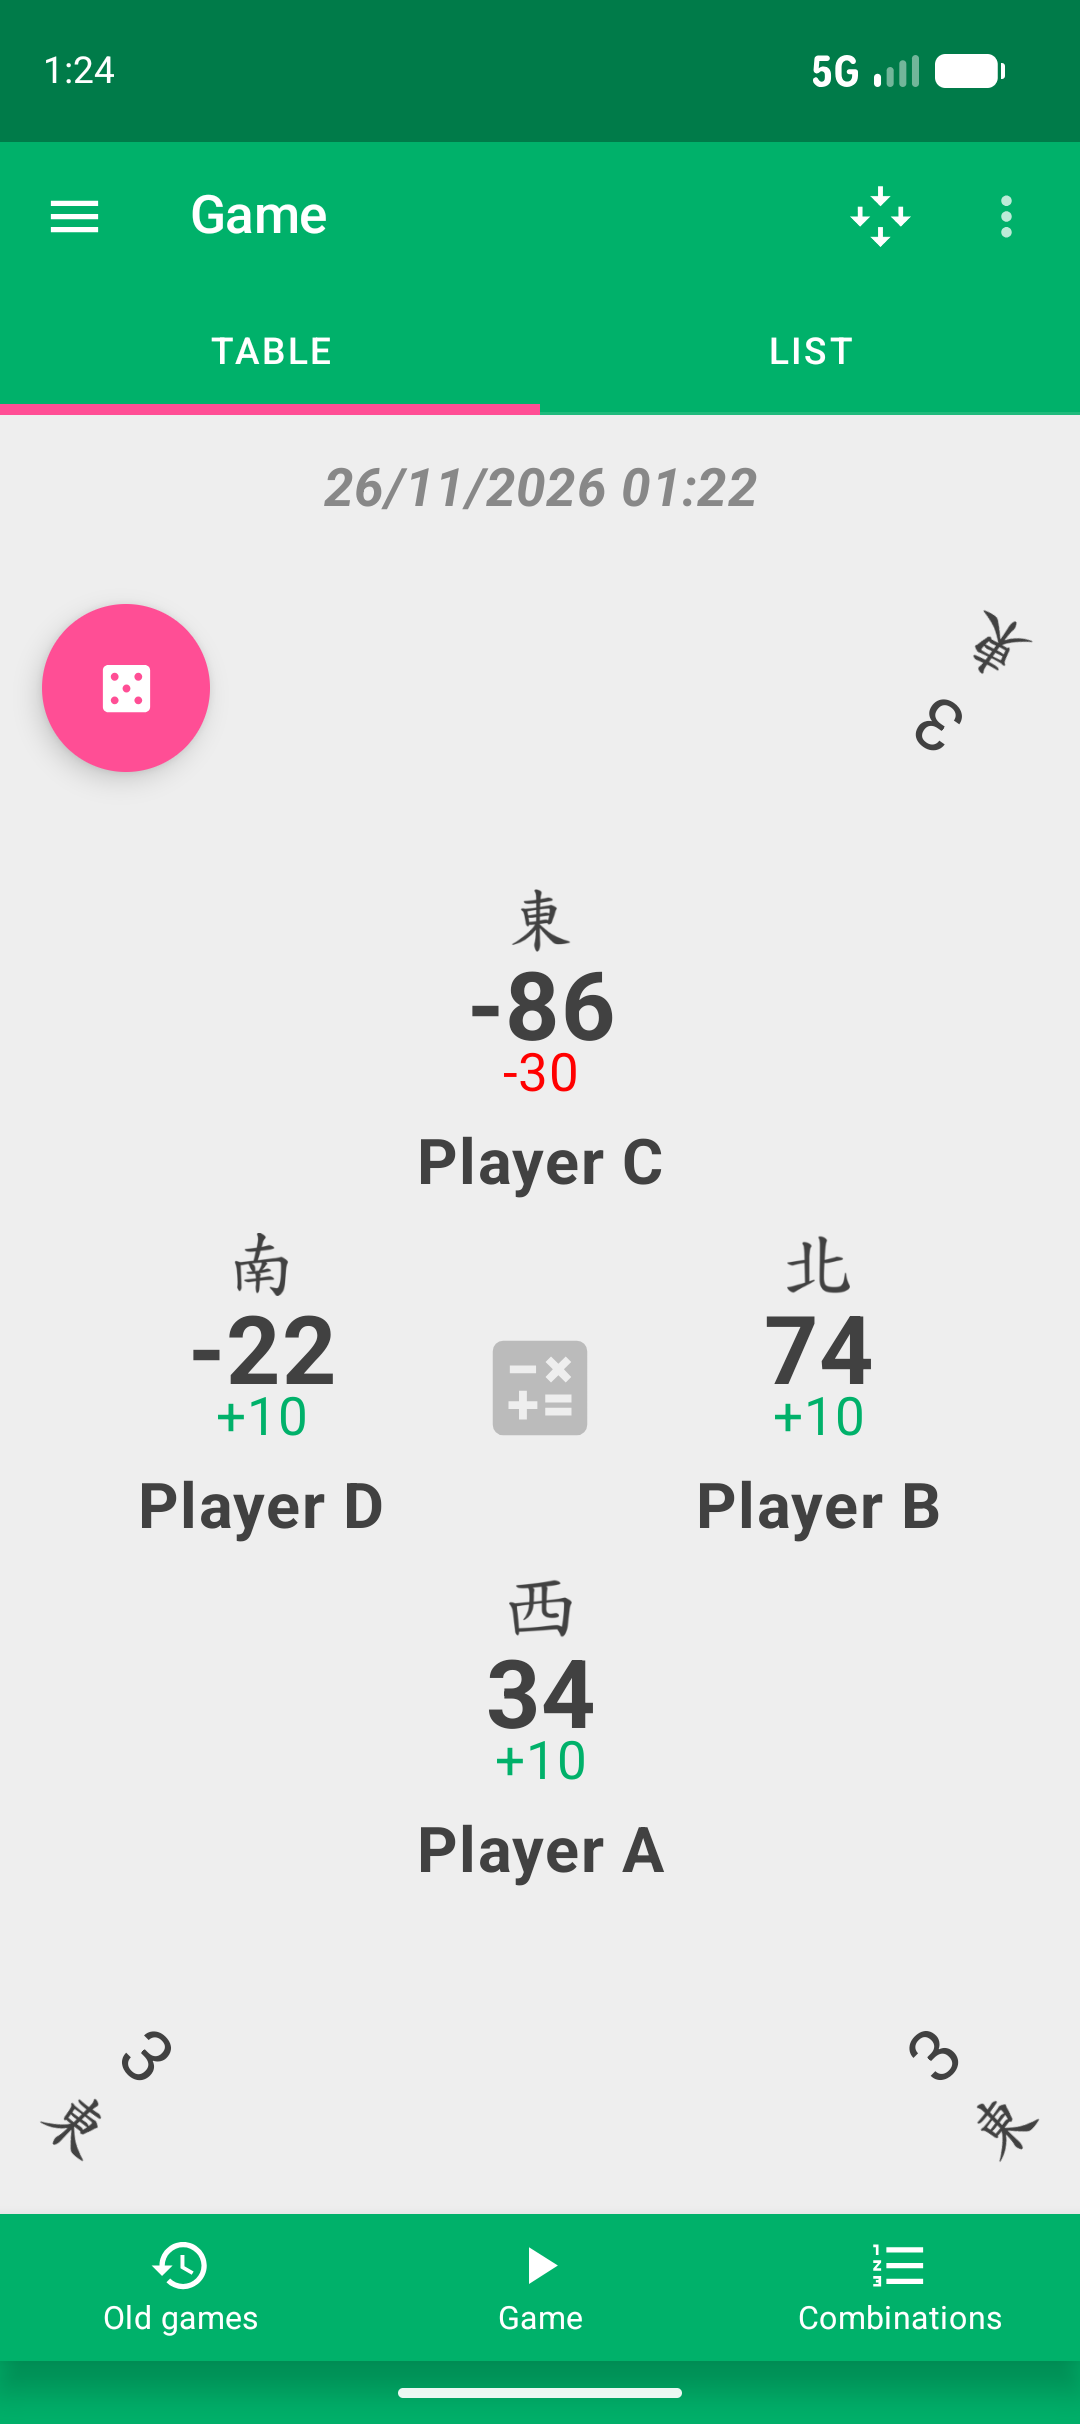 1:24
5G
Game
TABLE
LIST
26/11/2026 01:22
東
3
東
-86
-30
Player C
南
-22
+10
Player D
北
74
+10
Player B
西
34
+10
Player A
3
東
3
東
Old games
Game
Combinations